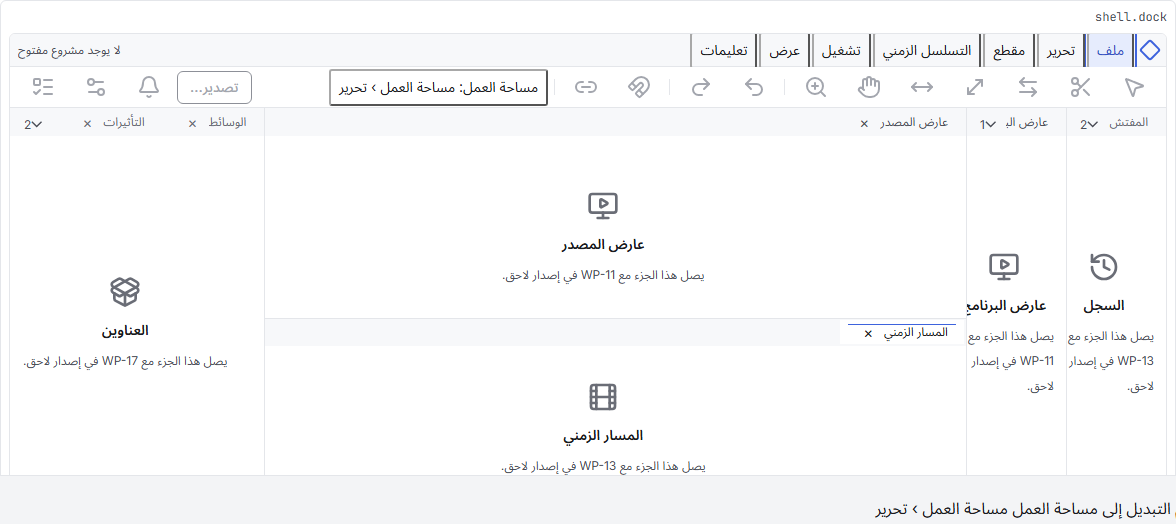 shell.dock
ملف تحرير مقطع التسلسل الزمني تشغيل عرض تعليمات لا يوجد مشروع مفتوح
مساحة العمل: مساحة العمل › تحرير تصدير...
المفتش 2
عارض الب 1
عارض المصدر ×
الوسائط × التأثيرات × 2
السجل
يصل هذا الجزء مع
WP-13 في إصدار
لاحق.
عارض البرنامج
يصل هذا الجزء مع
WP-11 في إصدار
لاحق.
عارض المصدر
يصل هذا الجزء مع WP-11 في إصدار لاحق.
المسار الزمني ×
المسار الزمني
يصل هذا الجزء مع WP-13 في إصدار لاحق.
العناوين
يصل هذا الجزء مع WP-17 في إصدار لاحق.
التبديل إلى مساحة العمل مساحة العمل › تحرير